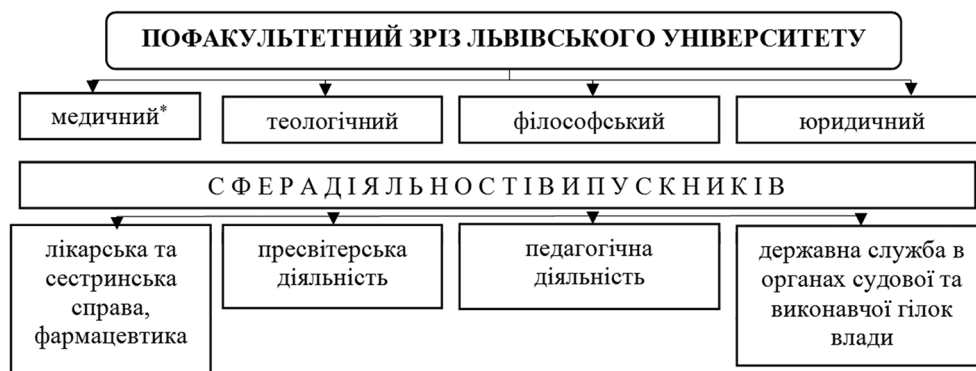 ПОФАКУЛЬТЕТНИЙ ЗРІЗ ЛЬВІВСЬКОГО УНІВЕРСИТЕТУ
медичний*
теологічний
філософський
юридичний
С Ф Е Р А Д І Я Л Ь Н О С Т І В И П У С К Н И К І В
лікарська та
сестринська
справа,
фармацевтика
пресвітерська
діяльність
педагогічна
діяльність
державна служба в
органах судової та
виконавчої гілок
влади